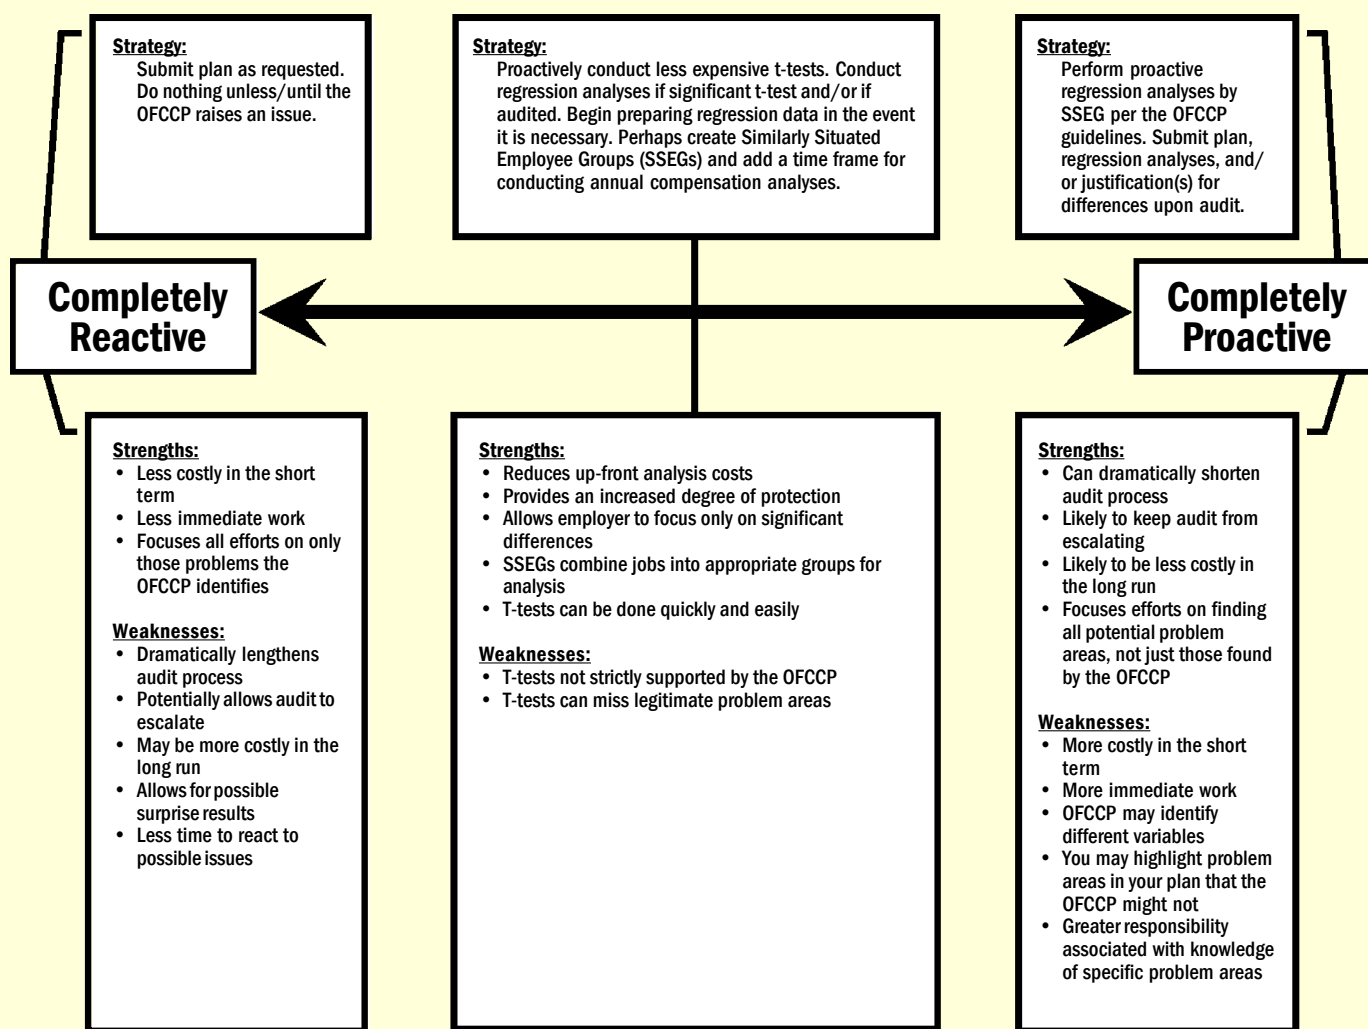 Strategy:
Submit plan as requested.
Do nothing unless/until the
OFCCP raises an issue.
Strategy:
Proactively conduct less expensive t-tests. Conduct
regression analyses if significant t-test and/or if
audited. Begin preparing regression data in the event
it is necessary. Perhaps create Similarly Situated
Employee Groups (SSEGs) and add a time frame for
conducting annual compensation analyses.
Strategy:
Perform proactive
regression analyses by
SSEG per the OFCCP
guidelines. Submit plan,
regression analyses, and/
or justification(s) for
differences upon audit.
Completely
Reactive
Completely
Proactive
Strengths:
• Less costly in the short
term
• Less immediate work
• Focuses all efforts on only
those problems the
OFCCP identifies
Weaknesses:
• Dramatically lengthens
audit process
• Potentially allows audit to
escalate
• May be more costly in the
long run
• Allows for possible
surprise results
• Less time to react to
possible issues
Strengths:
• Reduces up-front analysis costs
• Provides an increased degree of protection
• Allows employer to focus only on significant
differences
• SSEGs combine jobs into appropriate groups for
analysis
• T-tests can be done quickly and easily
Weaknesses:
• T-tests not strictly supported by the OFCCP
• T-tests can miss legitimate problem areas
Strengths:
• Can dramatically shorten
audit process
• Likely to keep audit from
escalating
• Likely to be less costly in
the long run
• Focuses efforts on finding
all potential problem
areas, not just those found
by the OFCCP
Weaknesses:
• More costly in the short
term
• More immediate work
• OFCCP may identify
different variables
• You may highlight problem
areas in your plan that the
OFCCP might not
• Greater responsibility
associated with knowledge
of specific problem areas